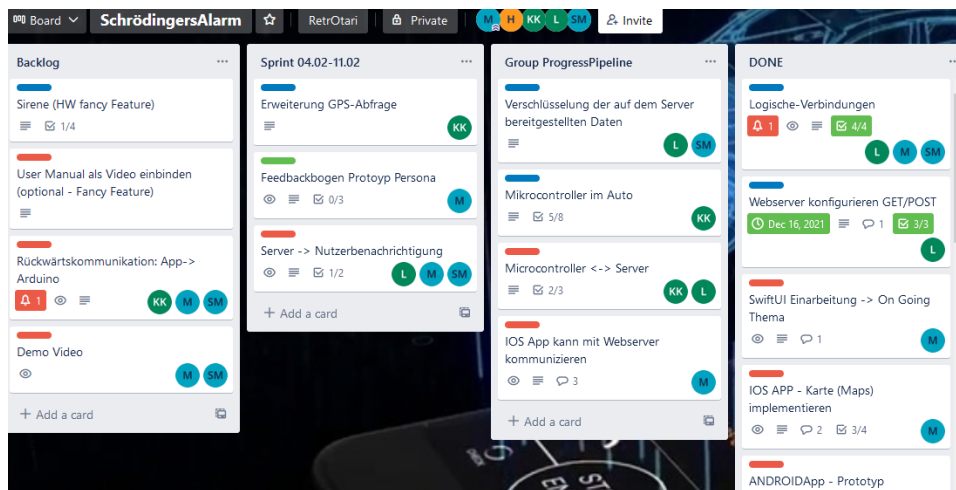 Board
SchrödingersAlarm
RetrOtari
Private
M H KK L SM
Invite
Backlog
Sirene (HW fancy Feature)
1/4
User Manual als Video einbinden
(optional - Fancy Feature)
Rückwärtskommunikation: App->
Arduino
1
KK M SM
Demo Video
M SM
+ Add a card
Sprint 04.02-11.02
Erweiterung GPS-Abfrage
KK
Feedbackbogen Protoyp Persona
0/3
M
Server -> Nutzerbenachrichtigung
1/2
L M SM
+ Add a card
Group ProgressPipeline
Verschlüsselung der auf dem Server
bereitgestellten Daten
L SM
Mikrocontroller im Auto
5/8
KK
Microcontroller <-> Server
2/3
KK L
IOS App kann mit Webserver
kommunizieren
3
M
+ Add a card
DONE
Logische-Verbindungen
1 4/4
L M SM
Webserver konfigurieren GET/POST
Dec 16, 2021 1 3/3
L
SwiftUI Einarbeitung -> On Going
Thema
1
M
IOS APP - Karte (Maps)
implementieren
2 3/4
M
ANDROIDApp - Prototyp